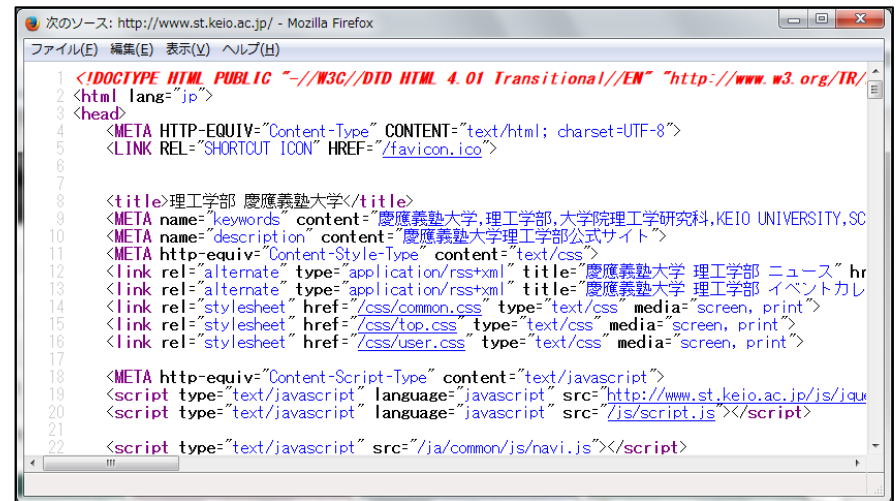 次のソース: http://www.st.keio.ac.jp/ - Mozilla Firefox
ファイル(F) 編集(E) 表示(V) ヘルプ(H)
1 <!DOCTYPE HTML PUBLIC "-//W3C//DTD HTML 4.01 Transitional//EN" "http://www.w3.org/TR/
2 <html lang="jp">
3 <head>
4 <META HTTP-EQUIV="Content-Type" CONTENT="text/html; charset=UTF-8">
5 <LINK REL="SHORTCUT ICON" HREF="/favicon.ico">
6
7
8 <title>理工学部 慶應義塾大学</title>
9 <META name="keywords" content="慶應義塾大学,理工学部,大学院理工学研究科,KEIO UNIVERSITY,SC
10 <META name="description" content="慶應義塾大学理工学部公式サイト">
11 <META http-equiv="Content-Style-Type" content="text/css">
12 <link rel="alternate" type="application/rss+xml" title="慶應義塾大学 理工学部 ニュース" hr
13 <link rel="alternate" type="application/rss+xml" title="慶應義塾大学 理工学部 イベントカレ
14 <link rel="stylesheet" href="/css/common.css" type="text/css" media="screen, print">
15 <link rel="stylesheet" href="/css/top.css" type="text/css" media="screen, print">
16 <link rel="stylesheet" href="/css/user.css" type="text/css" media="screen, print">
17
18 <META http-equiv="Content-Script-Type" content="text/javascript">
19 <script type="text/javascript" language="javascript" src="http://www.st.keio.ac.jp/js/jque
20 <script type="text/javascript" language="javascript" src="/js/script.js"></script>
21
22 <script type="text/javascript" src="/ja/common/js/navi.js"></script>